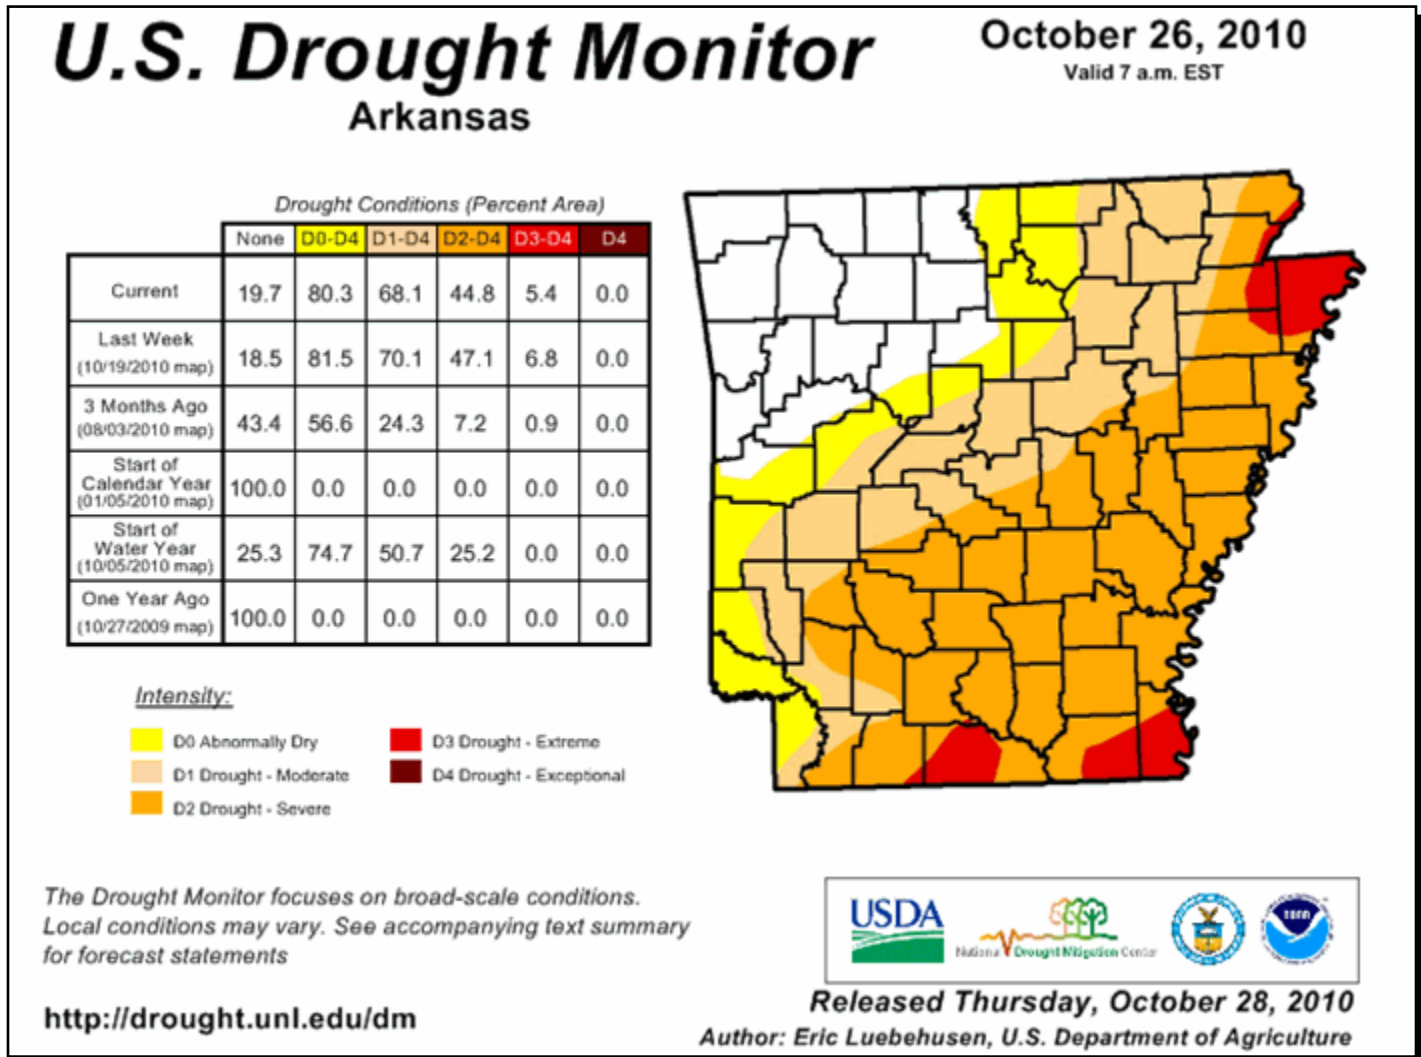 U.S. Drought Monitor
October 26, 2010
Valid 7 a.m. EST
Arkansas
Drought Conditions (Percent Area)
None D0-D4 D1-D4 D2-D4 D3-D4 D4
Current 19.7 80.3 68.1 44.8 5.4 0.0
Last Week
(10/19/2010 map) 18.5 81.5 70.1 47.1 6.8 0.0
3 Months Ago
(08/03/2010 map) 43.4 56.6 24.3 7.2 0.9 0.0
Start of
Calendar Year
(01/05/2010 map) 100.0 0.0 0.0 0.0 0.0 0.0
Start of
Water Year
(10/05/2010 map) 25.3 74.7 50.7 25.2 0.0 0.0
One Year Ago
(10/27/2009 map) 100.0 0.0 0.0 0.0 0.0 0.0
Intensity:
D0 Abnormally Dry
D1 Drought - Moderate
D2 Drought - Severe
D3 Drought - Extreme
D4 Drought - Exceptional
The Drought Monitor focuses on broad-scale conditions.
Local conditions may vary. See accompanying text summary
for forecast statements
http://drought.unl.edu/dm
USDA
National Drought Mitigation Center
Released Thursday, October 28, 2010
Author: Eric Luebehusen, U.S. Department of Agriculture